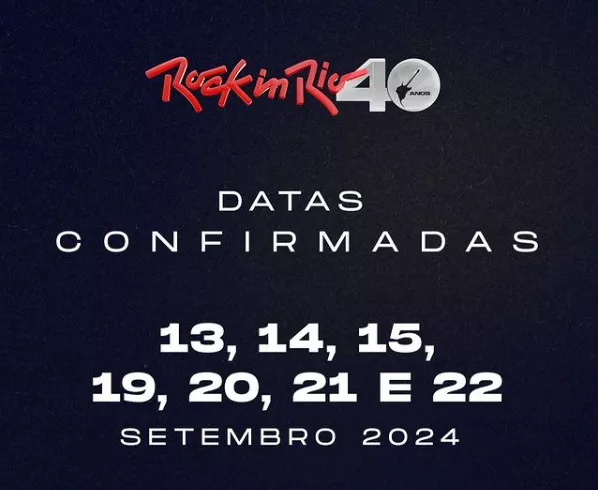 Rock in Rio 40 ANOS
DATAS
CONFIRMADAS
13, 14, 15,
19, 20, 21 E 22
SETEMBRO 2024